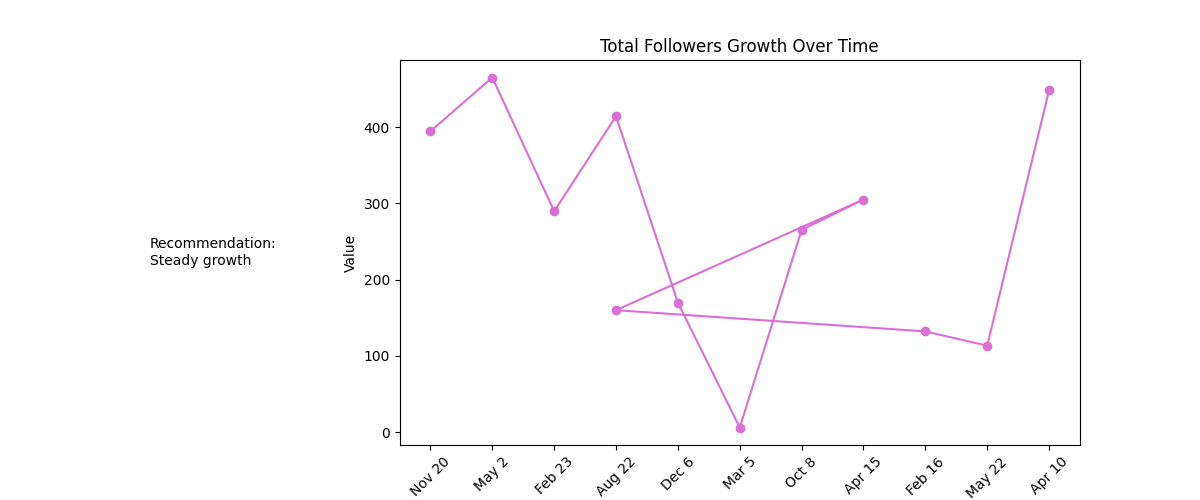 Total Followers Growth Over Time
Recommendation:
Steady growth
Value
400
300
200
100
0
Nov 20
May 2
Feb 23
Aug 22
Dec 6
Mar 5
Oct 8
Apr 15
Feb 16
May 22
Apr 10